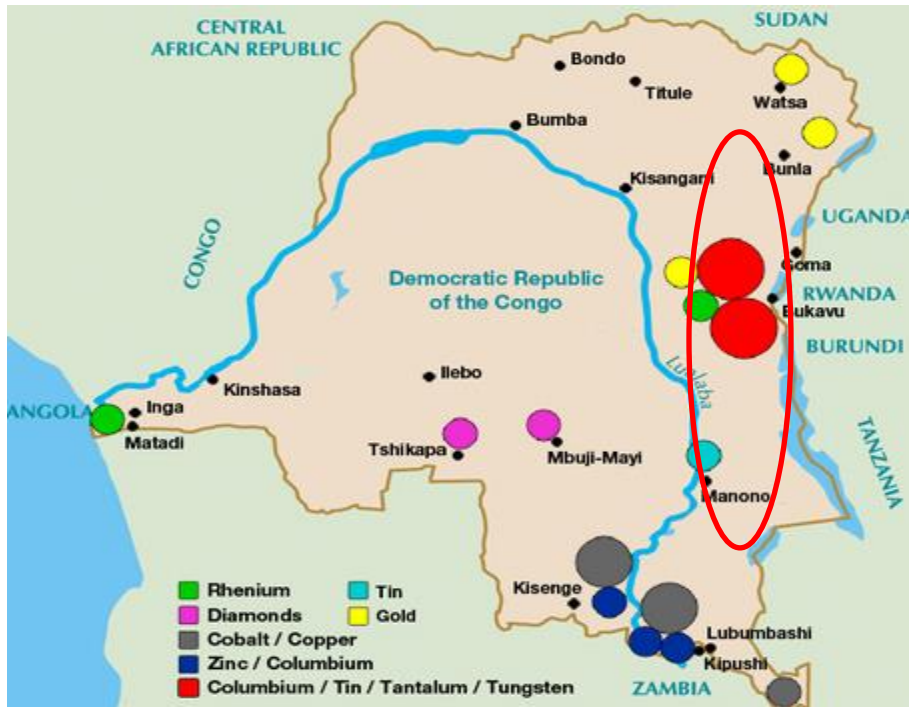 CENTRAL
AFRICAN REPUBLIC
SUDAN
Bondo
Titule
Watsa
Bumba
Bunla
Kisangani
UGANDA
CONGO
Goma
Democratic Republic
of the Congo
RWANDA
Bukavu
BURUNDI
Lualaba
Ilebo
Kinshasa
ANGOLA
Inga
Matadi
Tshikapa
Mbuji-Mayi
TANZANIA
Manono
Rhenium
Tin
Diamonds
Gold
Cobalt / Copper
Zinc / Columbium
Columbium / Tin / Tantalum / Tungsten
Kisenge
Lubumbashi
Kipushi
ZAMBIA